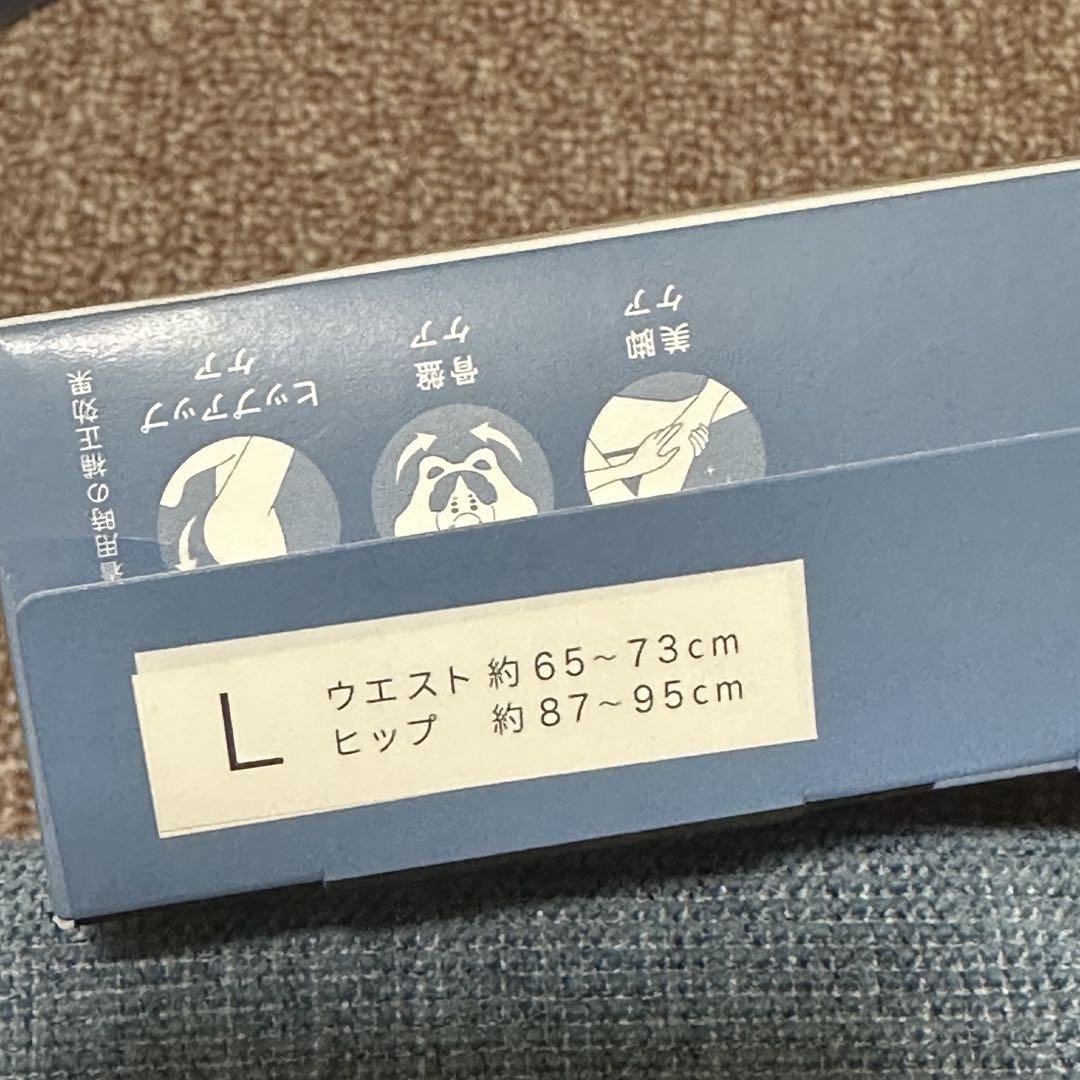 着用時の補正効果
ヒップアップ
ケア
骨盤
ケア
美脚
ケア
L
ウエスト 約65~73cm
ヒップ 約87~95cm